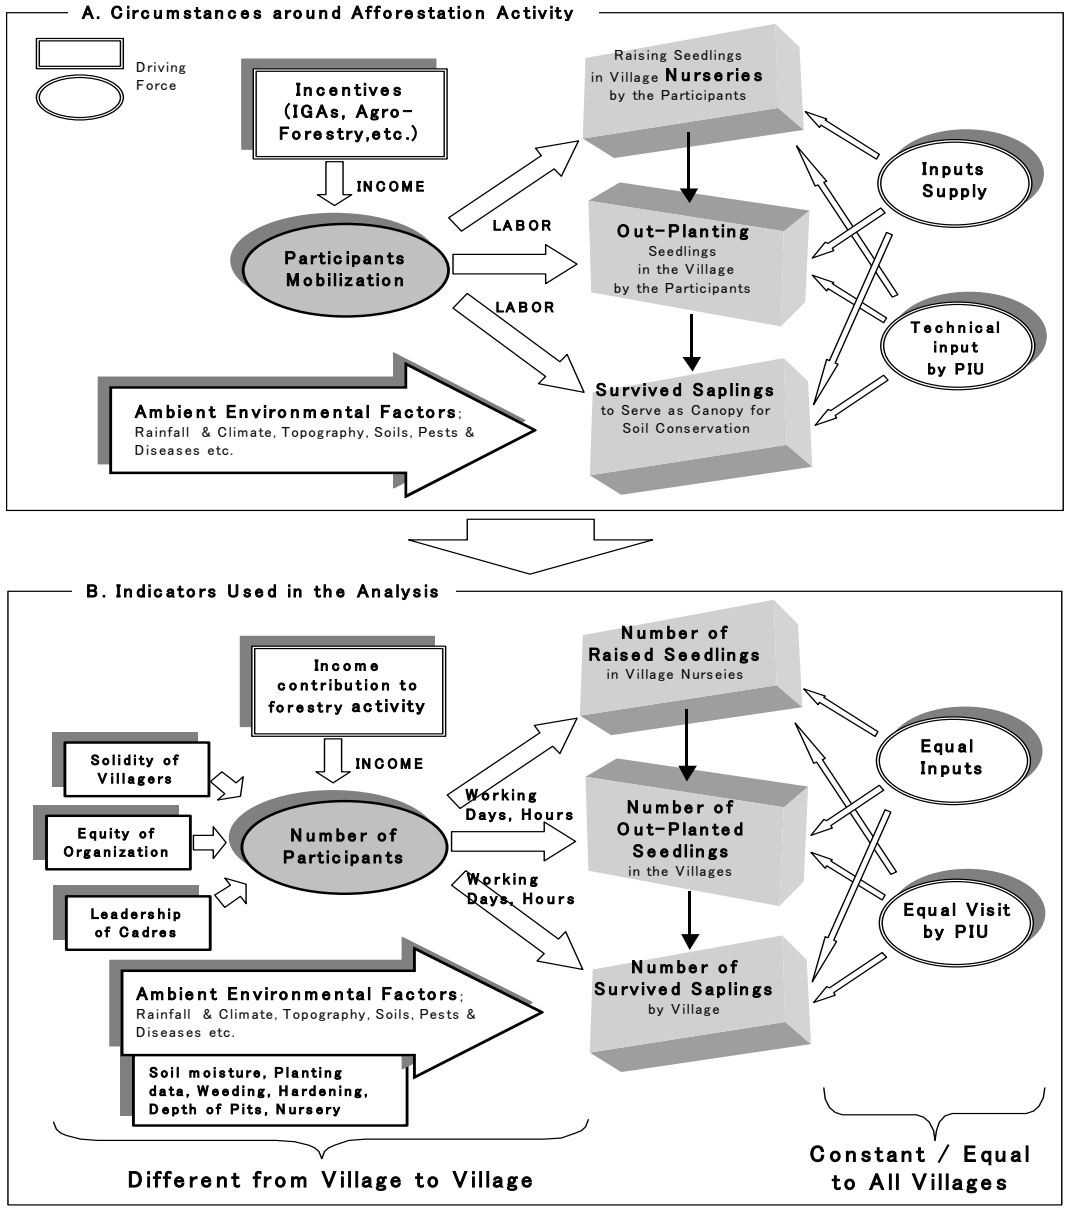 A. Circumstances around Afforestation Activity
Driving
Force
Incentives
(IGAs, Agro-
Forestry,etc.)
INCOME
Participants
Mobilization
LABOR
LABOR
Raising Seedlings
in Village Nurseries
by the Participants
Out-Planting
Seedlings
in the Village
by the Participants
Survived Saplings
to Serve as Canopy for
Soil Conservation
Inputs
Supply
Technical
input
by PIU
Ambient Environmental Factors;
Rainfall & Climate, Topography, Soils, Pests &
Diseases etc.
B. Indicators Used in the Analysis
Income
contribution to
forestry activity
INCOME
Solidity of
Villagers
Equity of
Organization
Leadership
of Cadres
Number of
Participants
Working
Days, Hours
Working
Days, Hours
Number of
Raised Seedlings
in Village Nurseies
Number of
Out-Planted
Seedlings
in the Villages
Number of
Survived Saplings
by Village
Equal
Inputs
Equal Visit
by PIU
Ambient Environmental Factors;
Rainfall & Climate, Topography, Soils, Pests &
Diseases etc.
Soil moisture, Planting
data, Weeding, Hardening,
Depth of Pits, Nursery
Different from Village to Village
Constant / Equal
to All Villages